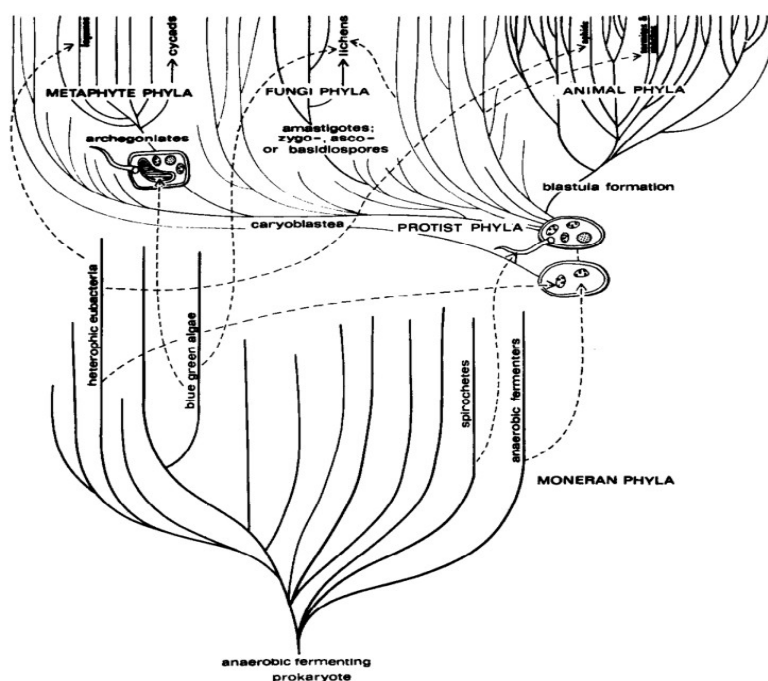 cycads
lichens
METAPHYTE PHYLA
FUNGI PHYLA
ANIMAL PHYLA
archegoniates
amastigotes;
zygo-, asco-
or basidiospores
blastula formation
caryoblastea
PROTIST PHYLA
heterophic eubacteria
blue green algae
spirochetes
anaerobic fermenters
MONERAN PHYLA
anaerobic fermenting
prokaryote